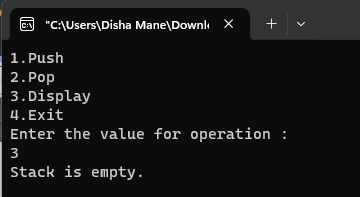 "C:\Users\Disha Mane\Downlo
1.Push
2.Pop
3.Display
4.Exit
Enter the value for operation :
3
Stack is empty.